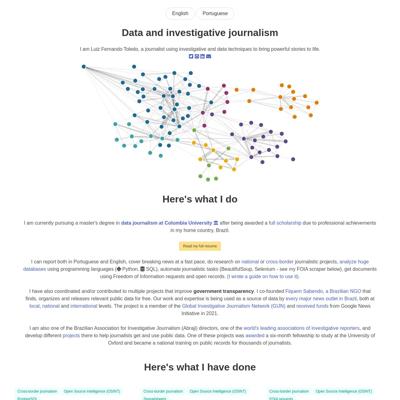 English Portuguese
Data and investigative journalism
I am Luiz Fernando Toledo, a journalist using investigative and data techniques to bring powerful stories to life.
Here's what I do
I am currently pursuing a master's degree in data journalism at Columbia University 🏛 after being awarded a full scholarship due to professional achievements
in my home country, Brazil.
Read my full resume
I can report both in Portuguese and English, cover breaking news at a fast pace, do research on national or cross-border journalistic projects, analyze huge
databases using programming languages (Python, SQL), automate journalistic tasks (BeautifulSoup, Selenium - see my FOIA scraper below), get documents
using Freedom of Information requests and open records. (I wrote a guide on how to use it).
I have also coordinated and/or contributed to multiple projects that improve government transparency. I co-founded Fiquem Sabendo, a Brazilian NGO that
finds, organizes and releases relevant public data for free. Our work and expertise is being used as a source of data by every major news outlet in Brazil, both at
local, national and international levels. The project is a member of the Global Investigative Journalism Network (GIJN) and received funds from Google News
Initiative in 2021.
I am also one of the Brazilian Association for Investigative Journalism (Abraji) directors, one of the world's leading associations of investigative reporters, and
develop different projects there to help journalists get and use public data. One of these projects was awarded a six-month fellowship to study at the University of
Oxford and became a national training on public records for thousands of journalists.
Here's what I have done
Cross-border journalism Open Source Intelligence (OSINT) Cross-border journalism Open Source Intelligence (OSINT) Cross-border journalism Open Source Intelligence (OSINT)